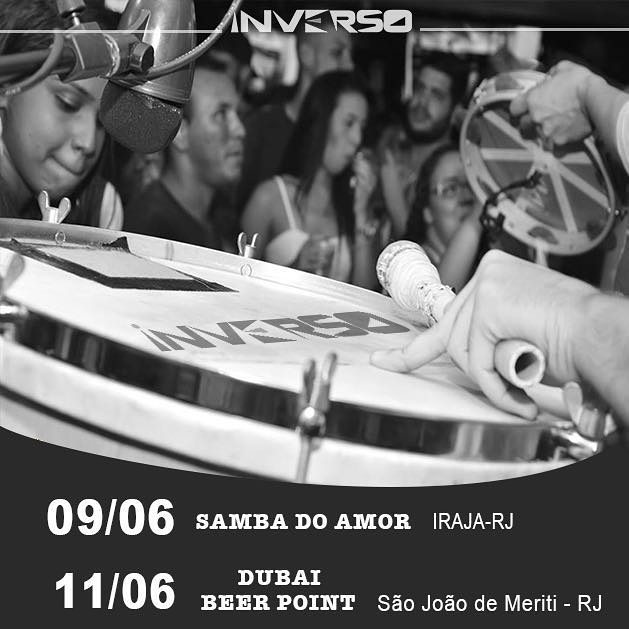 INVERSO
INVERSO
09/06 SAMBA DO AMOR IRAJA-RJ
11/06 DUBAI
BEER POINT São João de Meriti - RJ